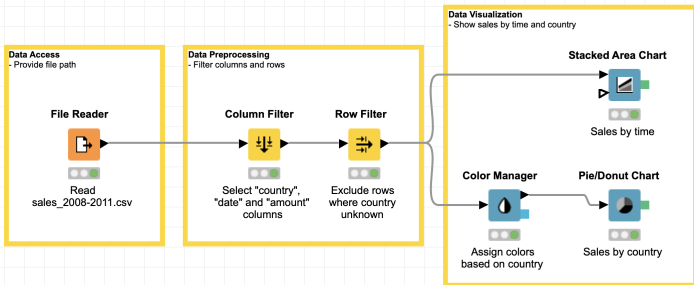 Data Access
- Provide file path
File Reader
Read
sales_2008-2011.csv
Data Preprocessing
- Filter columns and rows
Column Filter
Select "country",
"date" and "amount"
columns
Row Filter
Exclude rows
where country
unknown
Data Visualization
- Show sales by time and country
Stacked Area Chart
Sales by time
Color Manager
Assign colors
based on country
Pie/Donut Chart
Sales by country